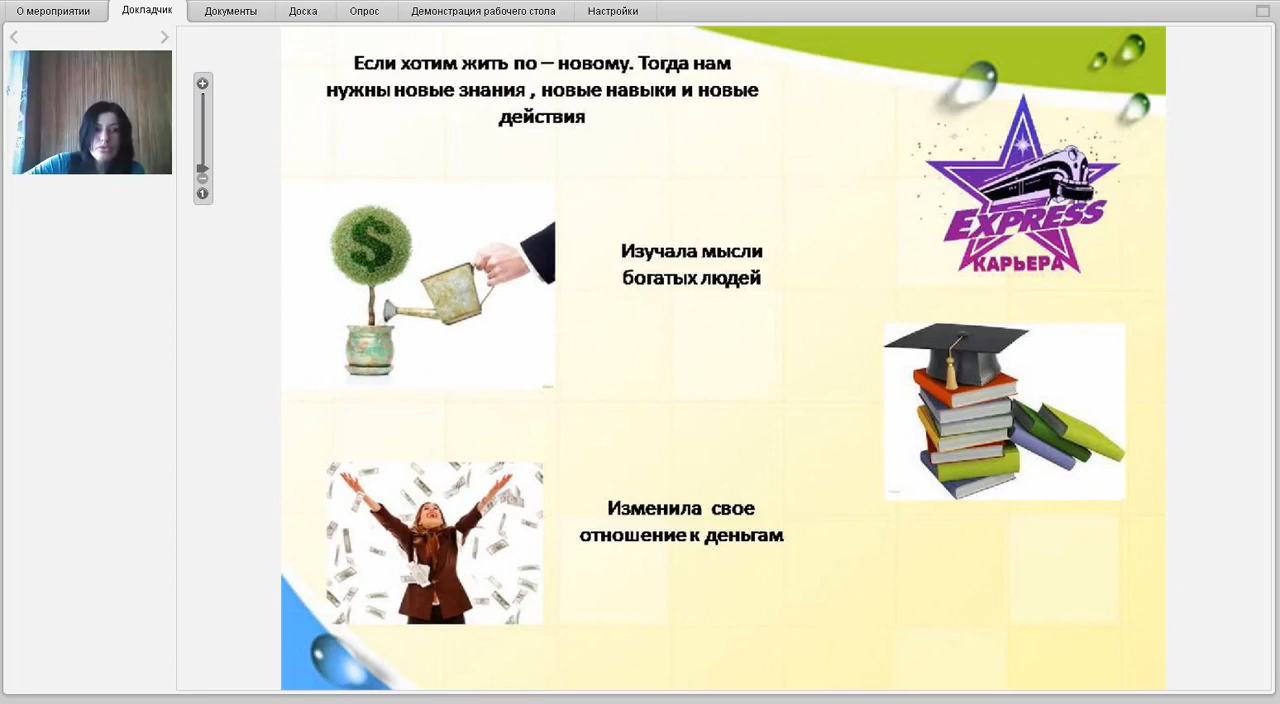 О мероприятии
Докладчик
Документы
Доска
Опрос
Демонстрация рабочего стола
Настройки
Если хотим жить по – новому. Тогда нам
нужны новые знания , новые навыки и новые
действия
EXPRESS
КАРЬЕРА
$
Изучала мысли
богатых людей
Изменила свое
отношение к деньгам
1